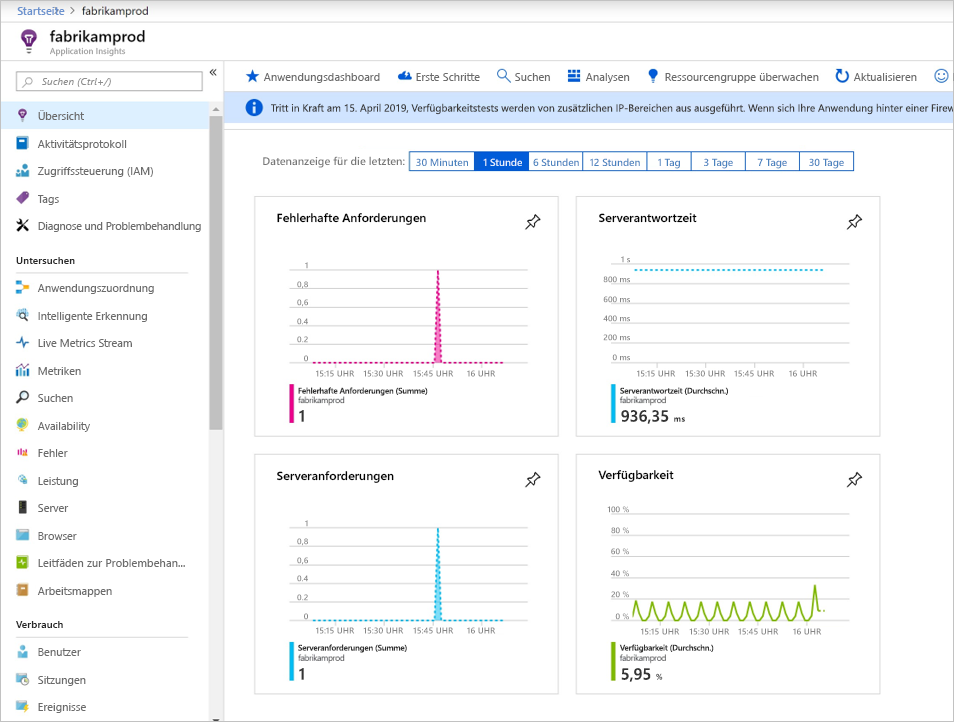 Startseite > fabrikamprod
fabrikamprod
Application Insights
Suchen (Ctrl+/)
«
Übersicht
Aktivitätsprotokoll
Zugriffssteuerung (IAM)
Tags
Diagnose und Problembehandlung
Untersuchen
Anwendungszuordnung
Intelligente Erkennung
Live Metrics Stream
Metriken
Suchen
Availability
Fehler
Leistung
Server
Browser
Leitfäden zur Problembehan...
Arbeitsmappen
Verbrauch
Benutzer
Sitzungen
Ereignisse
Anwendungsdashboard Erste Schritte Suchen Analysen Ressourcengruppe überwachen Aktualisieren
Tritt in Kraft am 15. April 2019, Verfügbarkeitstests werden von zusätzlichen IP-Bereichen aus ausgeführt. Wenn sich Ihre Anwendung hinter einer Firew
Datenanzeige für die letzten: 30 Minuten 1 Stunde 6 Stunden 12 Stunden 1 Tag 3 Tage 7 Tage 30 Tage
Fehlerhafte Anforderungen
1
0,8
0,6
0.4
0.2
0
15:15 UHR 15:30 UHR 15:45 UHR 16 UHR
Fehlerhafte Anforderungen (Summe)
fabrikamprod
1
Serverantwortzeit
1 s
800 ms
600 ms
400 ms
200 ms
0 ms
15:15 UHR 15:30 UHR 15:45 UHR 16 UHR
Serverantwortzeit (Durchschn.)
fabrikamprod
936,35 ms
Serveranforderungen
1
0,8
0,6
0.4
0.2
0
15:15 UHR 15:30 UHR 15:45 UHR 16 UHR
Serveranforderungen (Summe)
fabrikamprod
1
Verfügbarkeit
100 %
80 %
60 %
40 %
20 %
0 %
15:15 UHR 15:30 UHR 15:45 UHR 16 UHR
Verfügbarkeit (Durchschn.)
fabrikamprod
5,95 %